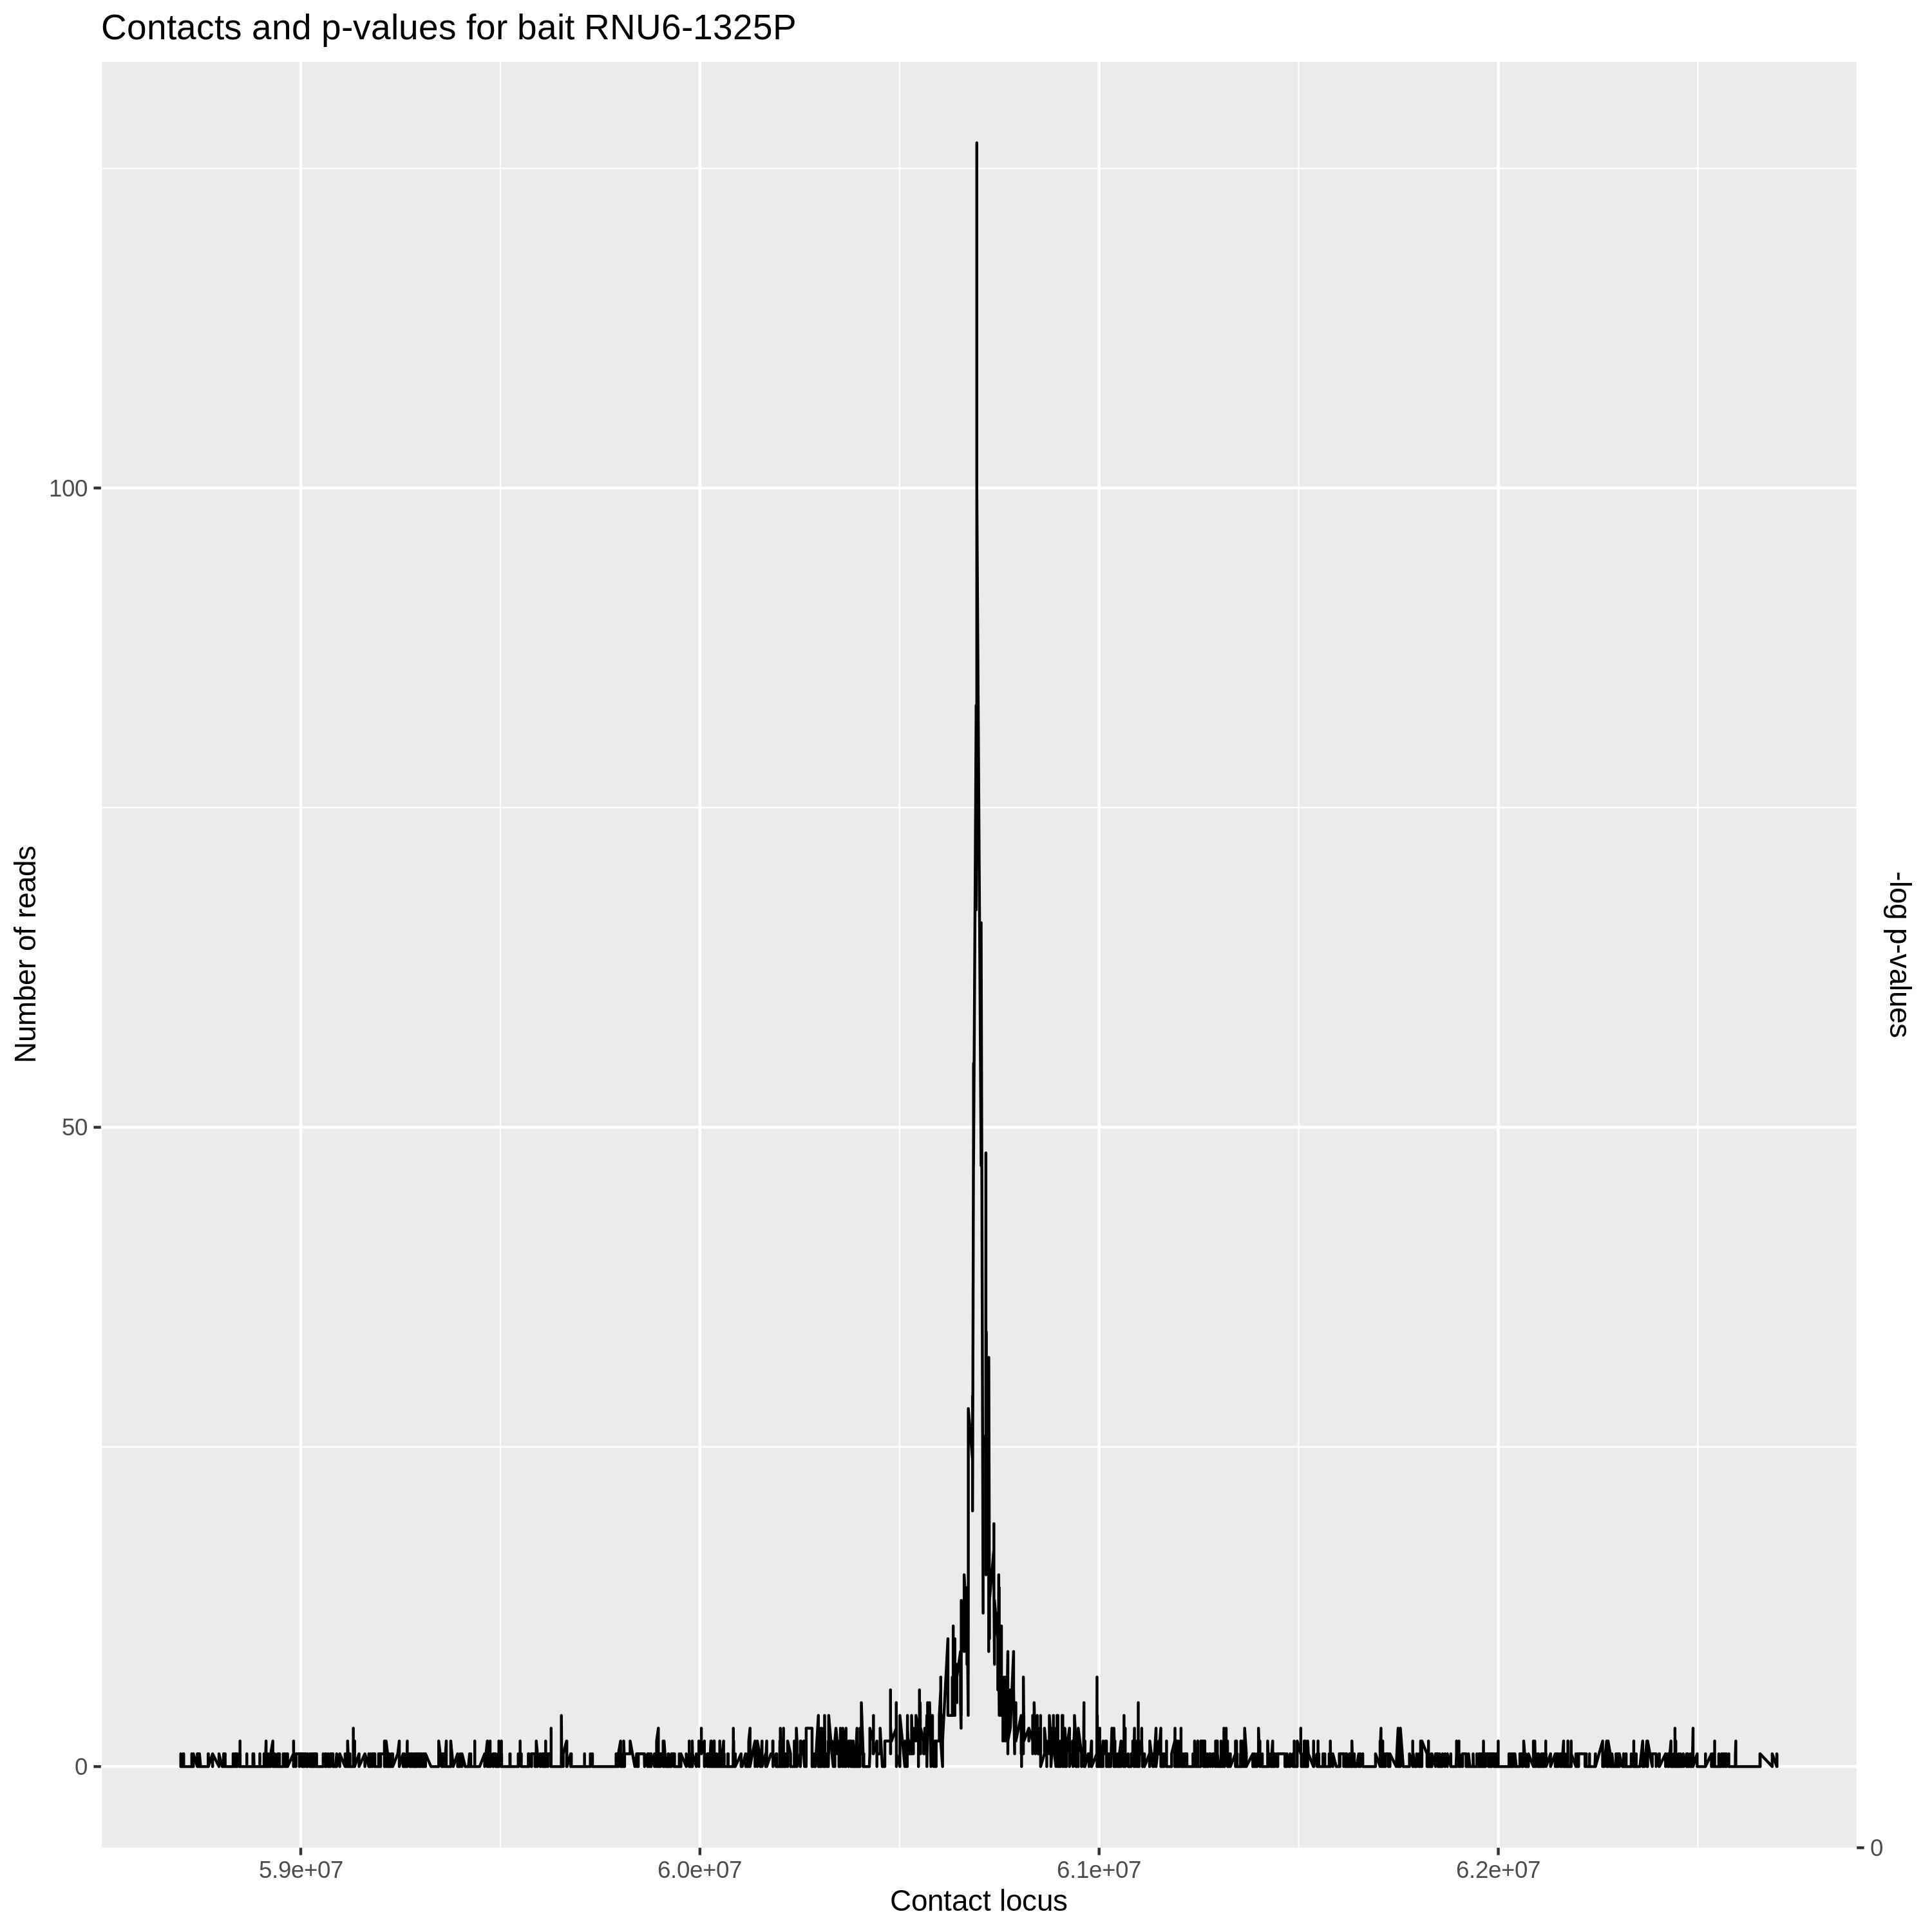 Contacts and p-values for bait RNU6-1325P
100
50
0
Number of reads
-log p-values
0
5.9e+07
6.0e+07
6.1e+07
6.2e+07
Contact locus